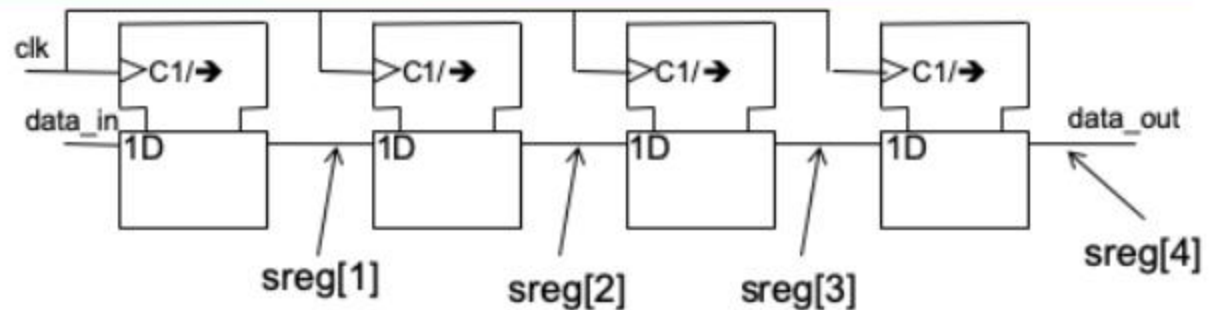 clk
C1/➔ C1/➔ C1/➔ C1/➔
data_in
data_out
1D 1D 1D 1D
sreg[1]
sreg[2]
sreg[3]
sreg[4]